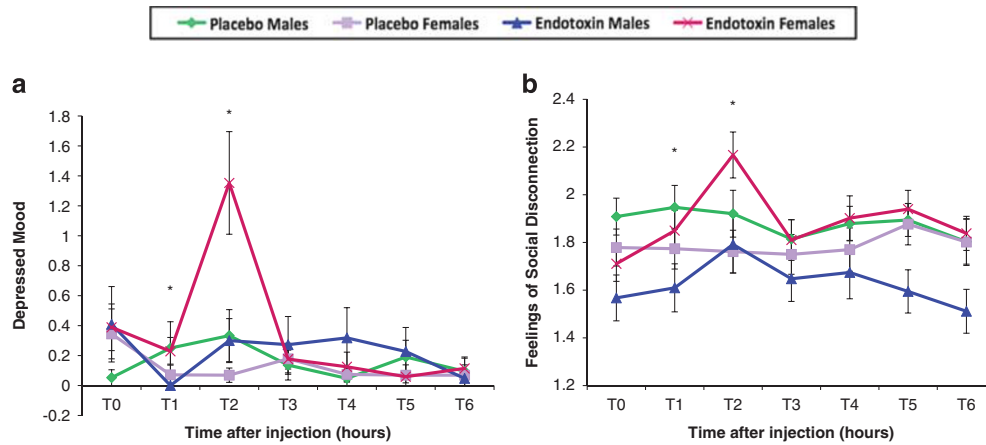 Placebo Males Placebo Females Endotoxin Males Endotoxin Females
a
Depressed Mood
1.8
1.6
1.4
1.2
1
0.8
0.6
0.4
0.2
0
-0.2
*
*
T0 T1 T2 T3 T4 T5 T6
Time after injection (hours)
b
Feelings of Social Disconnection
2.4
2.2
2
1.8
1.6
1.4
1.2
*
*
T0 T1 T2 T3 T4 T5 T6
Time after injection (hours)